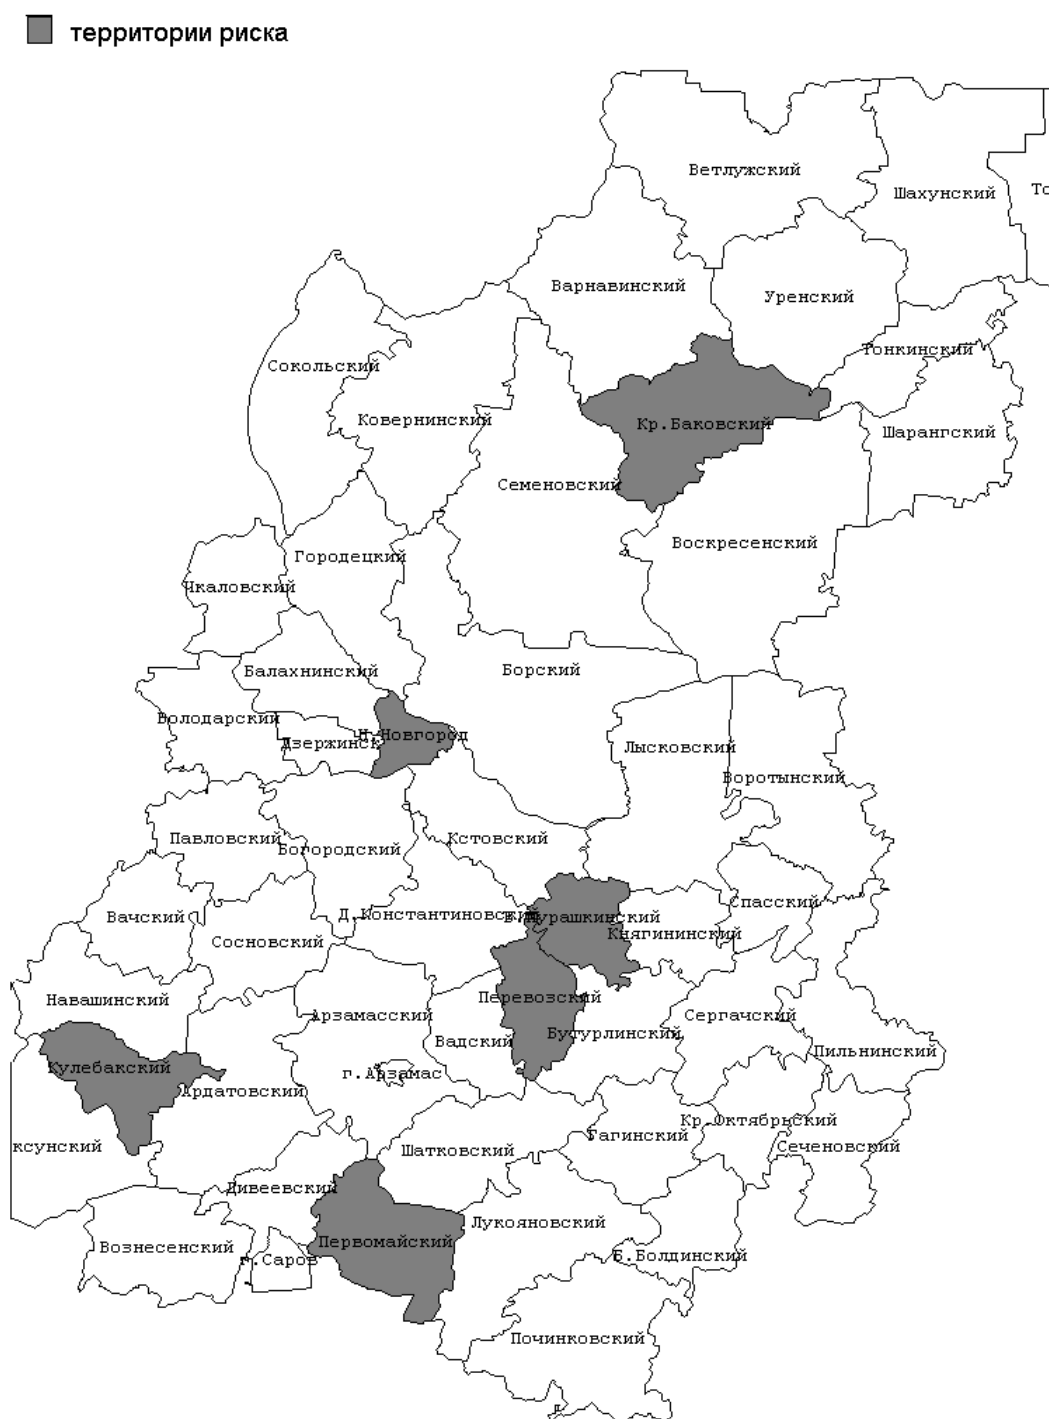 территории риска
Ветлужский
Шахунский
То
Варнавинский
Уренский
Тонкинский
Сокольский
Ковернинский
Кр.Баковский
Шарангский
Семеновский
Воскресенский
Городецкий
Чкаловский
Балахнинский
Борский
Володарский
Н.Новгород
Дзержинск
Лысковский
Воротынский
Павловский
Богородский
Кстовский
Вачский
Д.Константиновский
Б.Мурашкинский
Спасский
Сосновский
Княгининский
Навашинский
Арзамасский
Перевозский
Сергачский
Вадский
Бутурлинский
Пильнинский
Кулебакский
г.Арзамас
Ардатовский
Кр.Октябрьский
ксунский
Шатковский
Гагинский
Сеченовский
Дивеевский
Лукояновский
Вознесенский
Первомайский
г.Саров
Б.Болдинский
Починковский